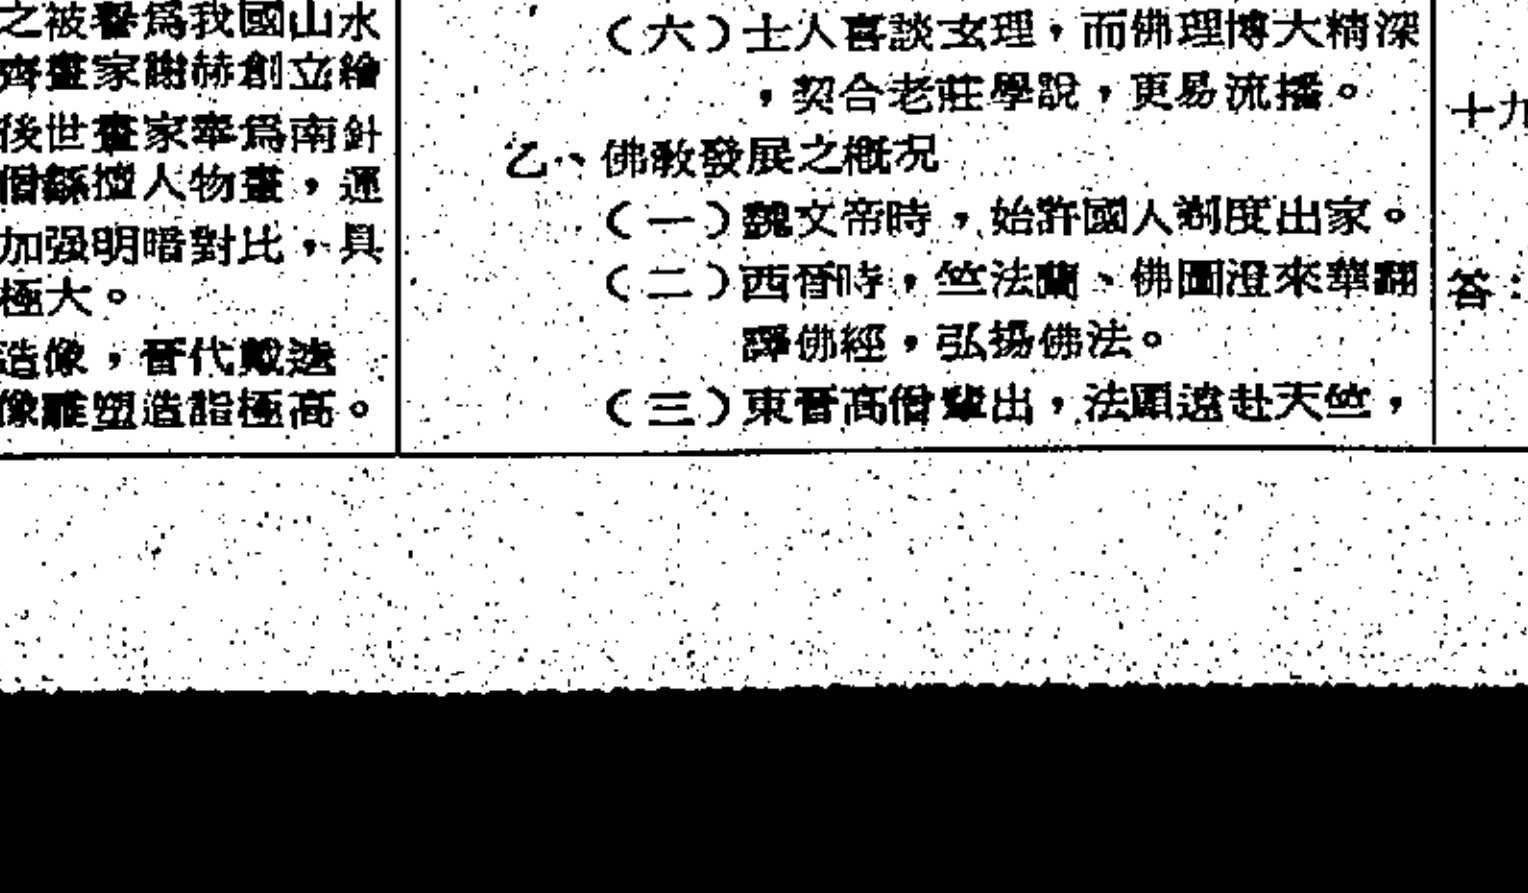 之被譽爲我國山水
齊畫家謝赫創立繪
後世畫家奉爲南針
僧繇擅人物畫，運
加强明暗對比，具
極大。
造像，晉代戴逵
像雕塑造詣極高。
（六）士人喜談玄理，而佛理博大精深
，契合老莊學說，更易流播。
乙、佛敎發展之概况
（一）魏文帝時，始許國人剃度出家。
（二）西晉時，竺法蘭、佛圖澄來華翻
譯佛經，弘揚佛法。
（三）東晉高僧輩出，法顯遠赴天竺，
十九
答：